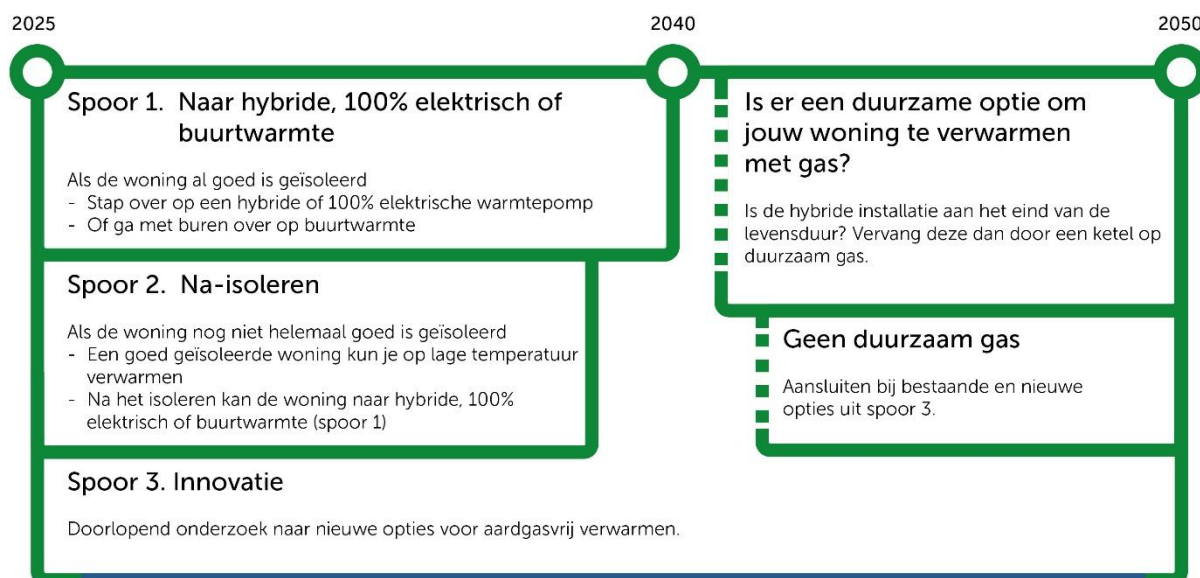 2025
2040
2050
Spoor 1. Naar hybride, 100% elektrisch of
buurtwarmte
Als de woning al goed is geïsoleerd
- Stap over op een hybride of 100% elektrische warmtepomp
- Of ga met buren over op buurtwarmte
Spoor 2. Na-isoleren
Als de woning nog niet helemaal goed is geïsoleerd
- Een goed geïsoleerde woning kun je op lage temperatuur
verwarmen
- Na het isoleren kan de woning naar hybride, 100%
elektrisch of buurtwarmte (spoor 1)
Spoor 3. Innovatie
Doorlopend onderzoek naar nieuwe opties voor aardgasvrij verwarmen.
Is er een duurzame optie om
jouw woning te verwarmen
met gas?
Is de hybride installatie aan het eind van de
levensduur? Vervang deze dan door een ketel op
duurzaam gas.
Geen duurzaam gas
Aansluiten bij bestaande en nieuwe
opties uit spoor 3.